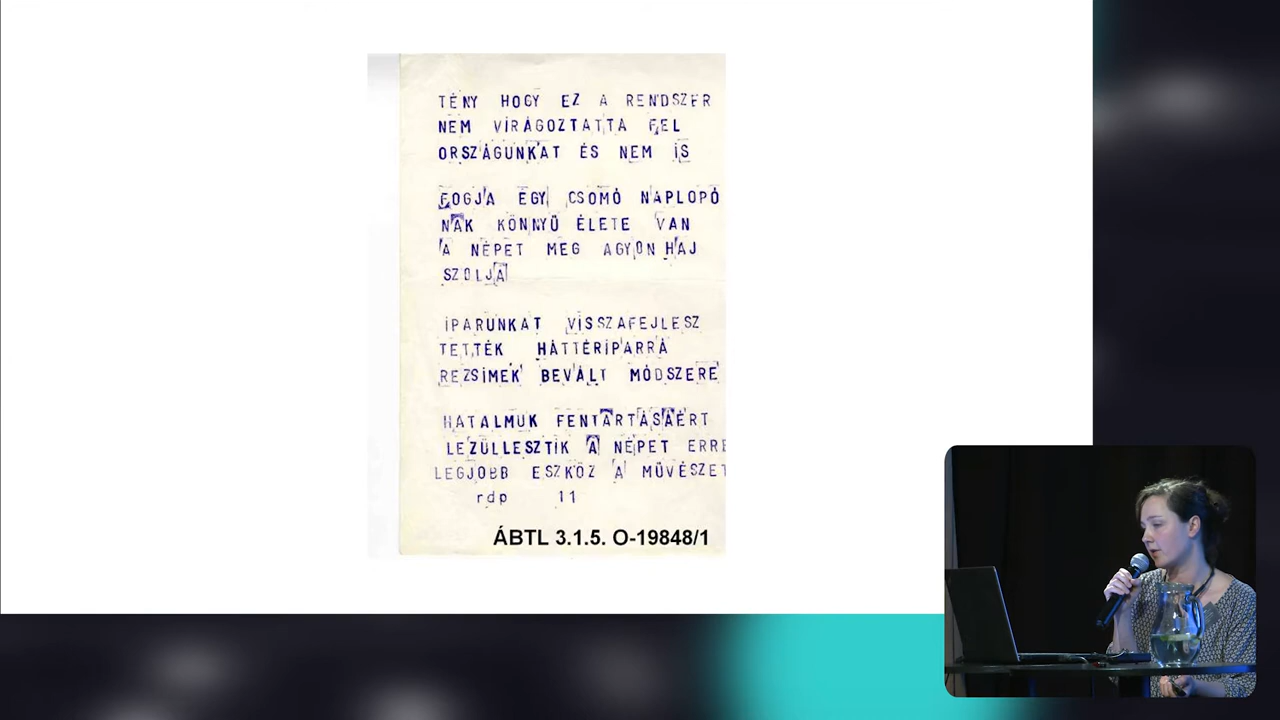 TÉNY HOGY EZ A RENDSZER
NEM VIRÁGOZTATTA FEL
ORSZÁGUNKAT ÉS NEM IS
FOGJA EGY CSOMÓ NAPLOPÓ
NAK KÖNNYŰ ÉLETE VAN
A NÉPET MEG AGYON HAJ
SZOLJA
IPARUNKAT VISSZAFEJLESZ
TETTÉK HÁTTÉRIPARRÁ
REZSIMEK BEVÁLT MÓDSZERE
HATALMUK FENTARTÁSÁÉRT
LEZÜLLESZTIK A NÉPET ERRE
LEGJOBB ESZKÖZ A MŰVÉSZET
rdp 11
ÁBTL 3.1.5. O-19848/1